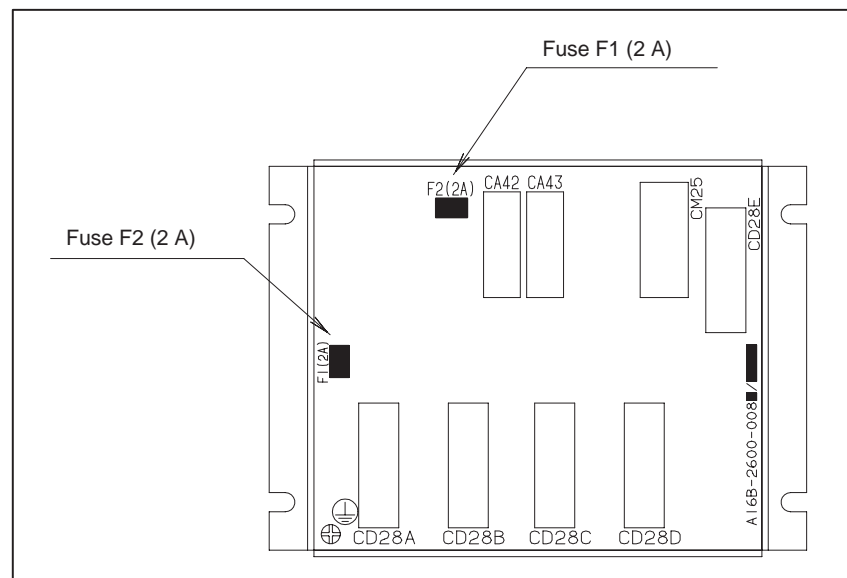 Fuse F1 (2 A)
F2(2A)
CA42
CA43
CM25
CD28E
Fuse F2 (2 A)
F1(2A)
CD28A
CD28B
CD28C
CD28D